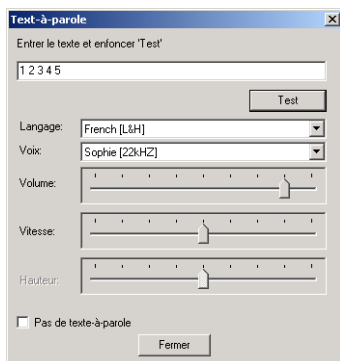 Text-à-parole
Entrer le texte et enfoncer 'Test'
1 2 3 4 5
Test
Langage: French [L&H]
Voix: Sophie [22kHZ]
Volume:
Vitesse:
Hauteur:
Pas de texte-à-parole
Fermer